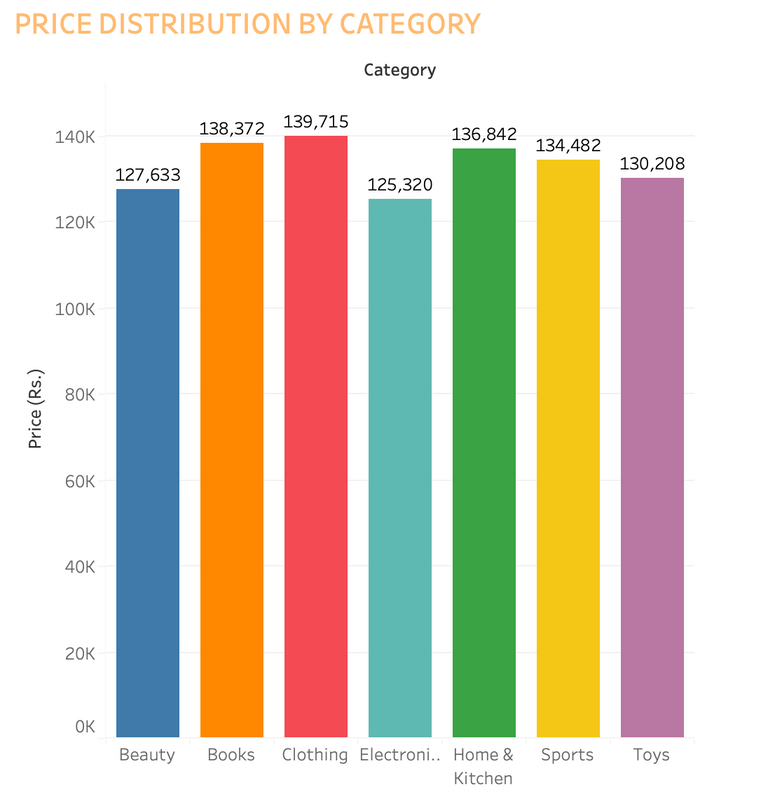 PRICE DISTRIBUTION BY CATEGORY
Category
Price (Rs.)
140K
120K
100K
80K
60K
40K
20K
0K
127,633
138,372
139,715
125,320
136,842
134,482
130,208
Beauty
Books
Clothing
Electroni..
Home &
Kitchen
Sports
Toys